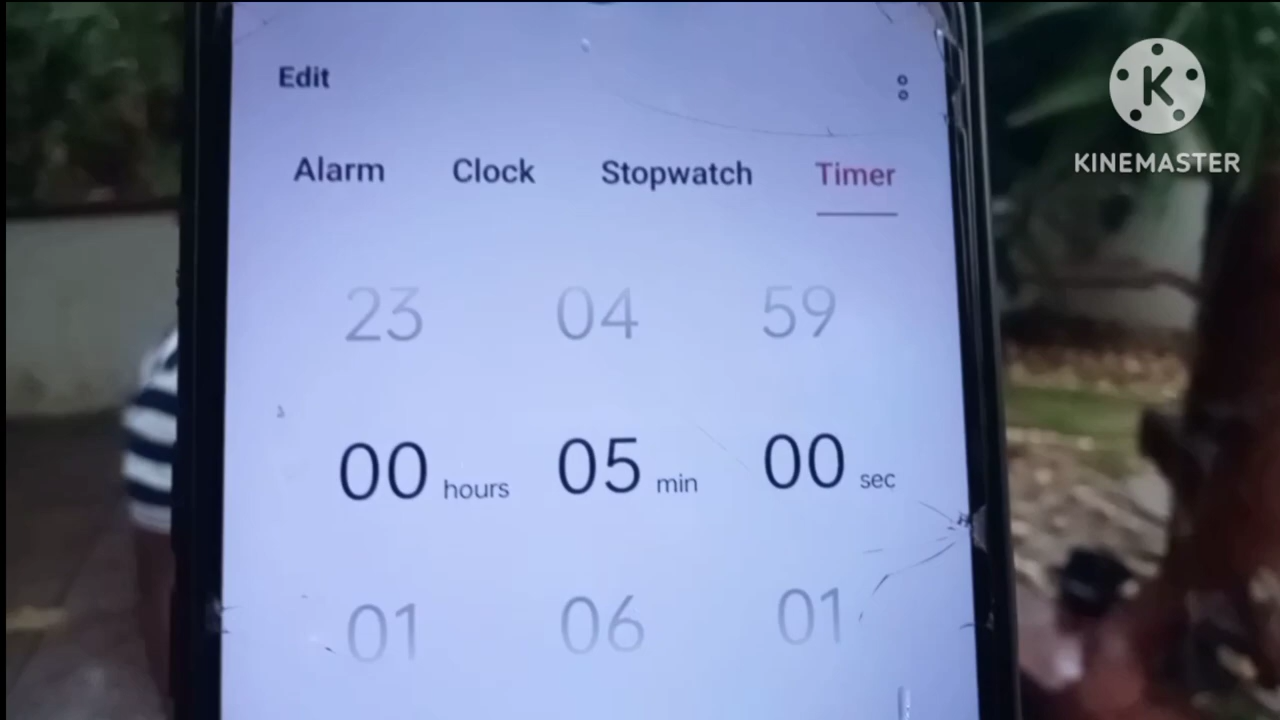 Edit
KINEMASTER
Alarm Clock Stopwatch Timer
23 04 59
00 hours 05 min 00 sec
01 06 01